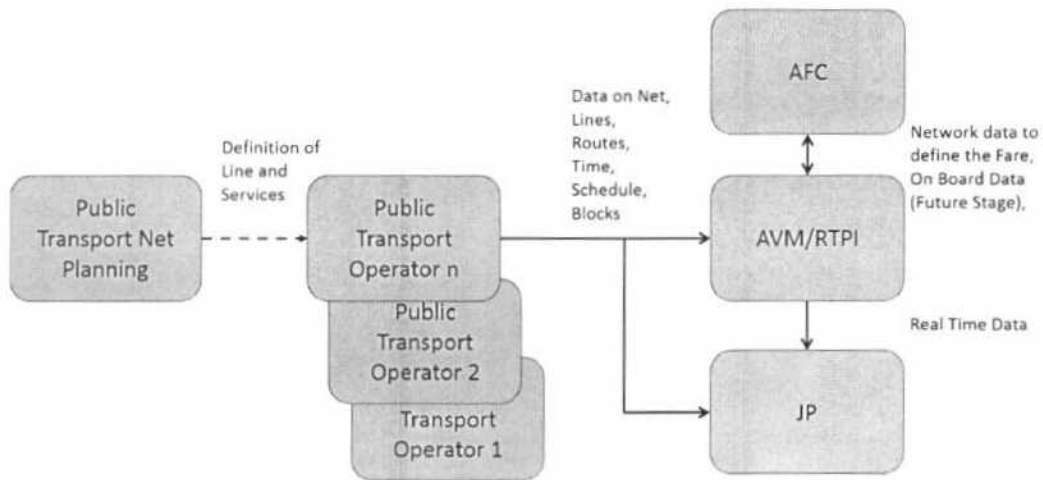 Public
Transport Net
Planning
Definition of
Line and
Services
Public
Transport
Operator n
Public
Transport
Operator 2
Transport
Operator 1
Data on Net,
Lines,
Routes,
Time,
Schedule,
Blocks
AFC
Network data to
define the Fare,
On Board Data
(Future Stage),
AVM/RTPI
Real Time Data
JP